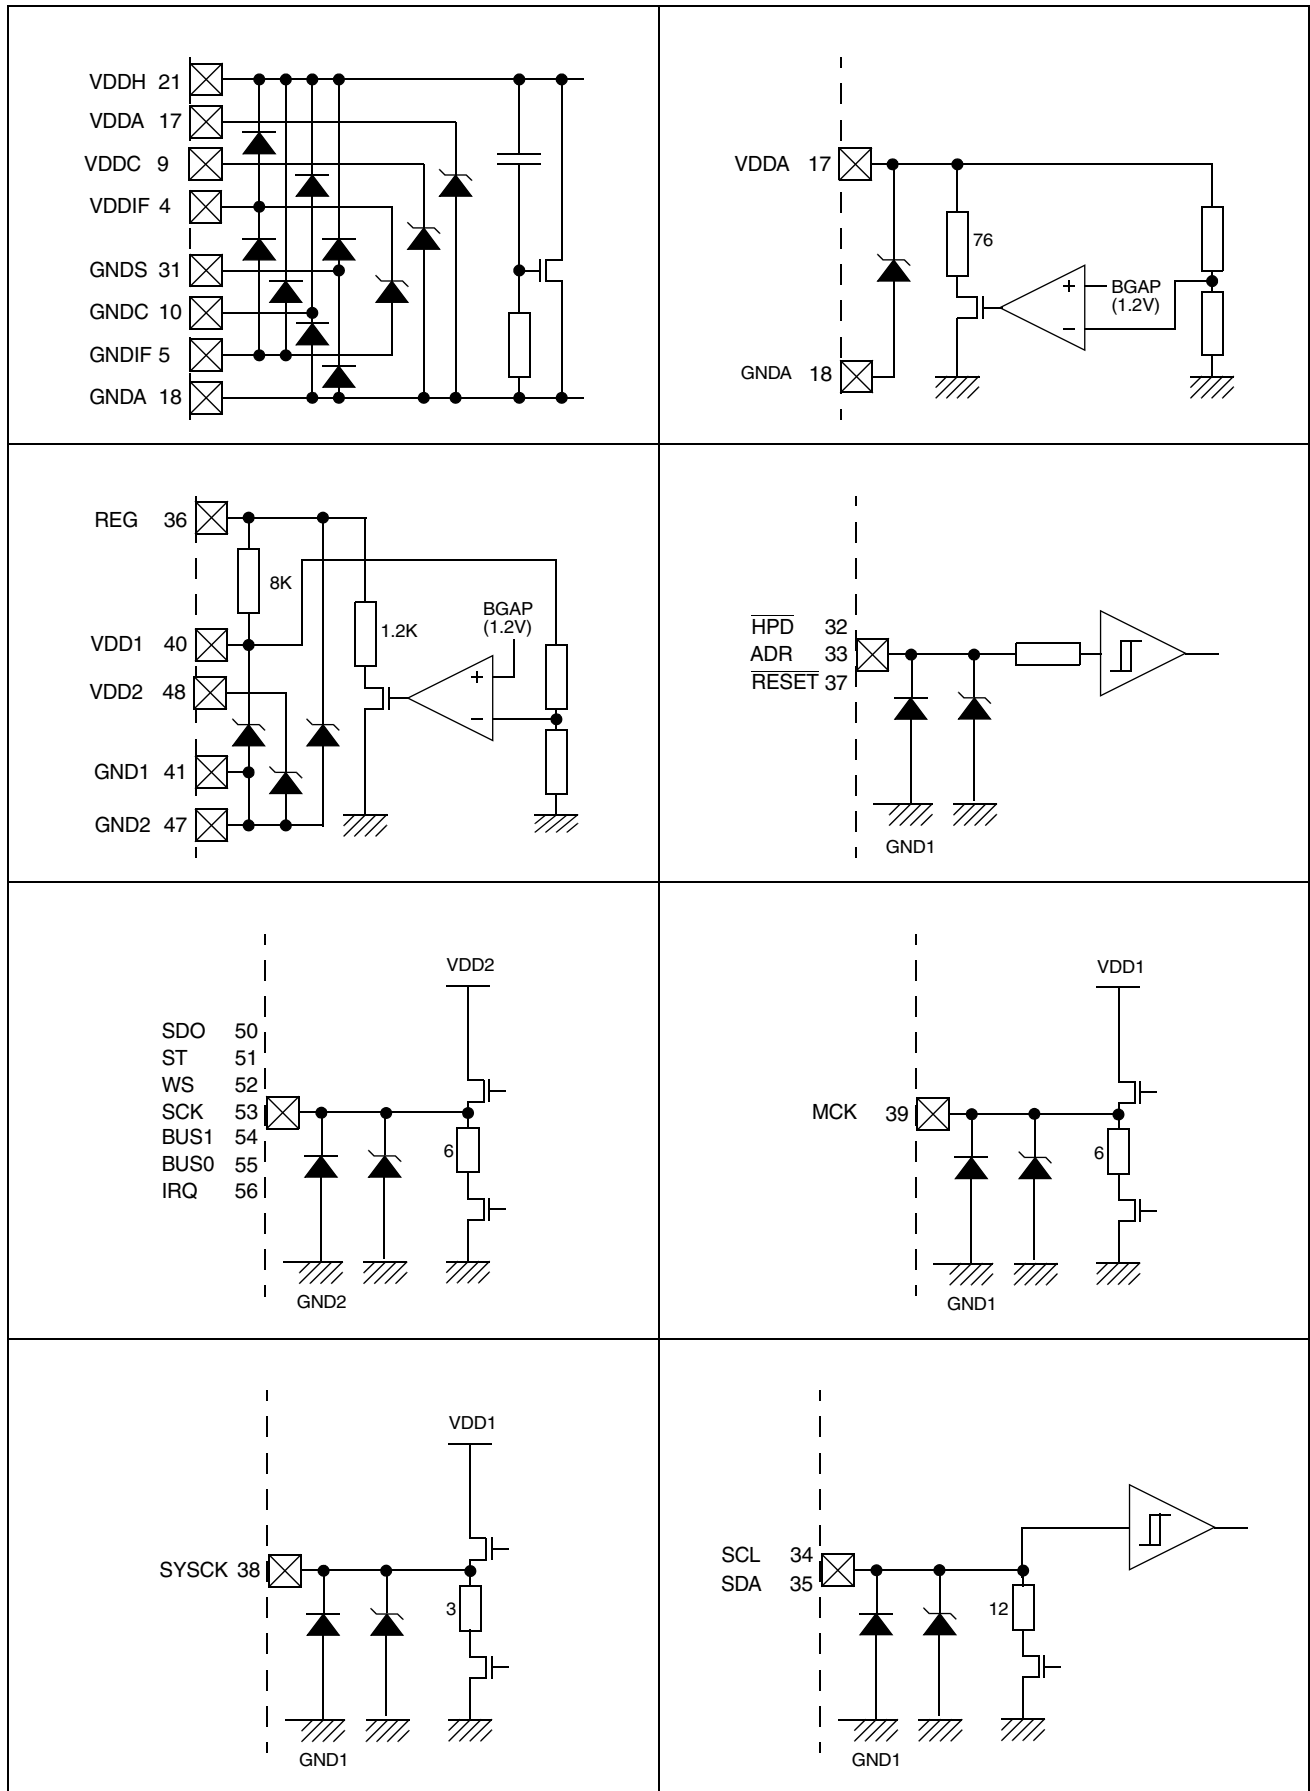 VDDH 21
VDDA 17
VDDC 9
VDDIF 4
GNDS 31
GNDC 10
GNDIF 5
GNDA 18
VDDA 17
76
+
BGAP
(1.2V)
−
GNDA 18
REG 36
8K
VDD1 40
1.2K
BGAP
(1.2V)
VDD2 48
+
−
GND1 41
GND2 47
HPD 32
ADR 33
RESET 37
GND1
VDD2
SDO 50
ST 51
WS 52
SCK 53
BUS1 54
BUS0 55
IRQ 56
6
GND2
VDD1
MCK 39
6
GND1
VDD1
SYSCK 38
3
GND1
SCL 34
SDA 35
12
GND1